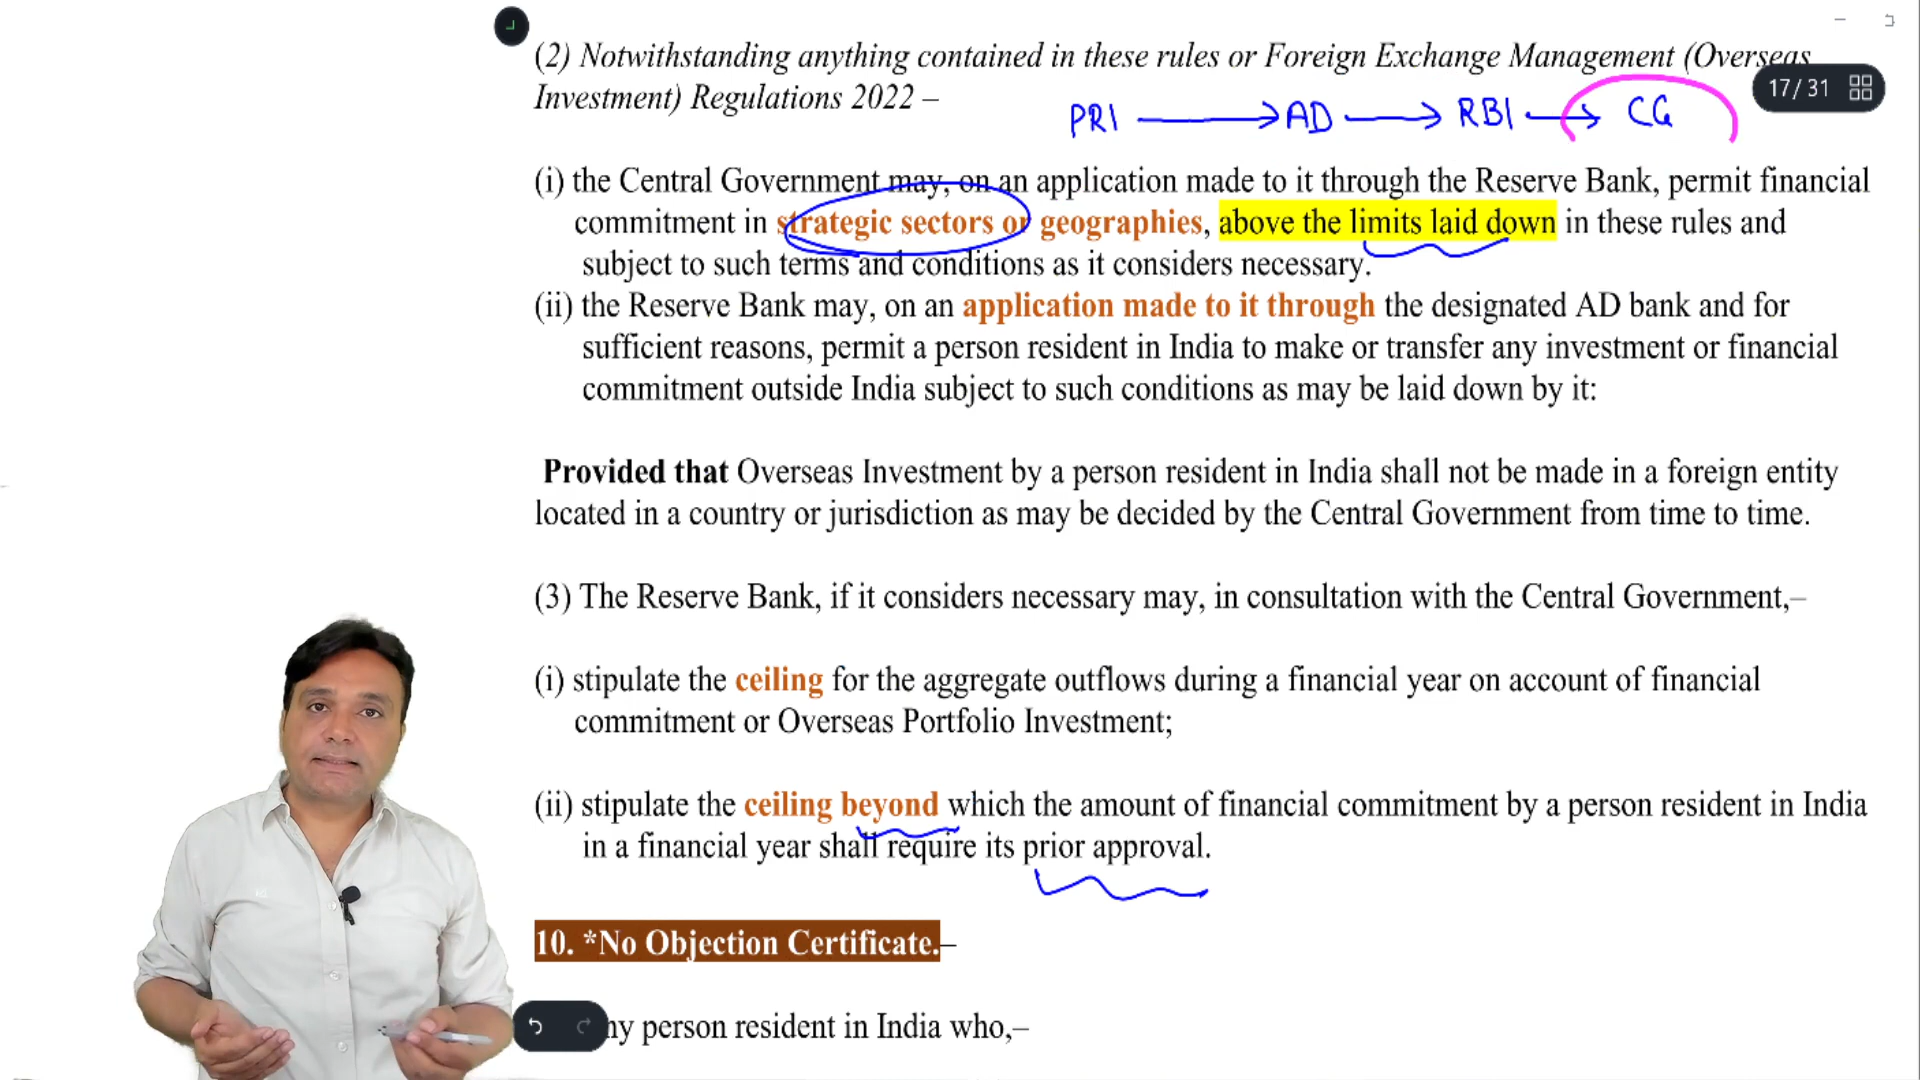 (2) Notwithstanding anything contained in these rules or Foreign Exchange Management (Overseas
Investment) Regulations 2022 –
17/ 31
PRI → AD → RBI → CG
(i) the Central Government may, on an application made to it through the Reserve Bank, permit financial
commitment in strategic sectors or geographies, above the limits laid down in these rules and
subject to such terms and conditions as it considers necessary.
(ii) the Reserve Bank may, on an application made to it through the designated AD bank and for
sufficient reasons, permit a person resident in India to make or transfer any investment or financial
commitment outside India subject to such conditions as may be laid down by it:
Provided that Overseas Investment by a person resident in India shall not be made in a foreign entity
located in a country or jurisdiction as may be decided by the Central Government from time to time.
(3) The Reserve Bank, if it considers necessary may, in consultation with the Central Government,–
(i) stipulate the ceiling for the aggregate outflows during a financial year on account of financial
commitment or Overseas Portfolio Investment;
(ii) stipulate the ceiling beyond which the amount of financial commitment by a person resident in India
in a financial year shall require its prior approval.
10. *No Objection Certificate.–
ny person resident in India who,–